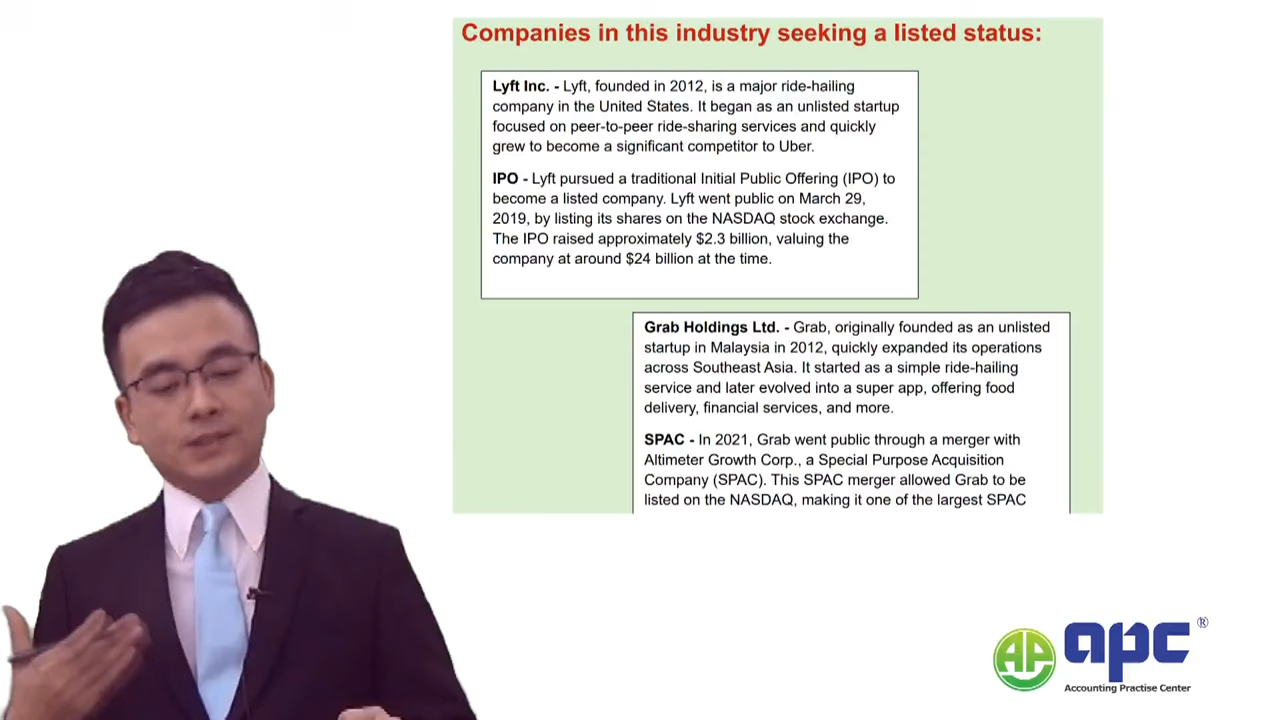 Companies in this industry seeking a listed status:
Lyft Inc. - Lyft, founded in 2012, is a major ride-hailing
company in the United States. It began as an unlisted startup
focused on peer-to-peer ride-sharing services and quickly
grew to become a significant competitor to Uber.
IPO - Lyft pursued a traditional Initial Public Offering (IPO) to
become a listed company. Lyft went public on March 29,
2019, by listing its shares on the NASDAQ stock exchange.
The IPO raised approximately $2.3 billion, valuing the
company at around $24 billion at the time.
Grab Holdings Ltd. - Grab, originally founded as an unlisted
startup in Malaysia in 2012, quickly expanded its operations
across Southeast Asia. It started as a simple ride-hailing
service and later evolved into a super app, offering food
delivery, financial services, and more.
SPAC - In 2021, Grab went public through a merger with
Altimeter Growth Corp., a Special Purpose Acquisition
Company (SPAC). This SPAC merger allowed Grab to be
listed on the NASDAQ, making it one of the largest SPAC
AP
apc ®
Accounting Practise Center